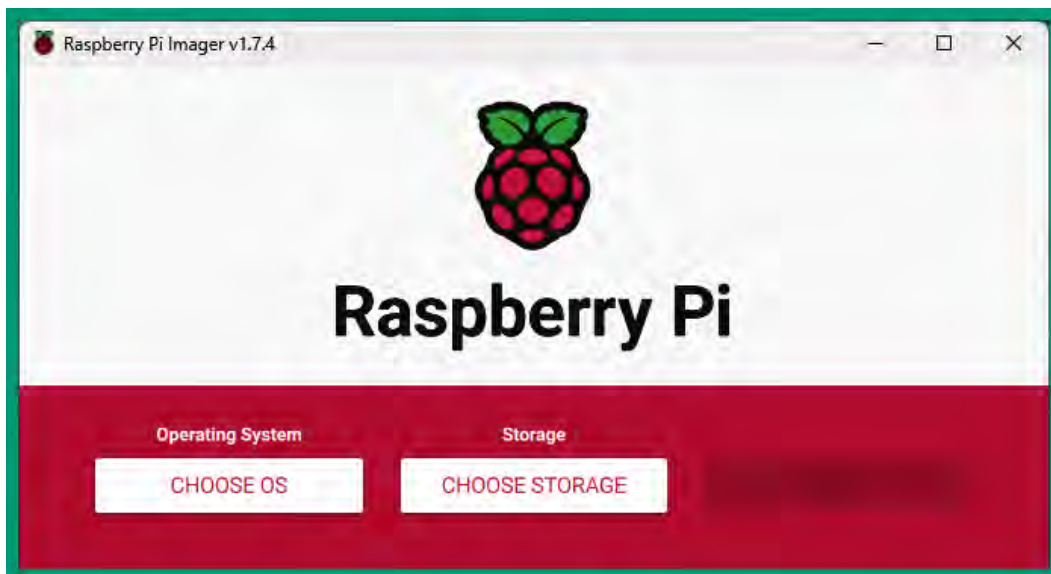 Raspberry Pi Imager v1.7.4
Raspberry Pi
Operating System
Storage
CHOOSE OS
CHOOSE STORAGE